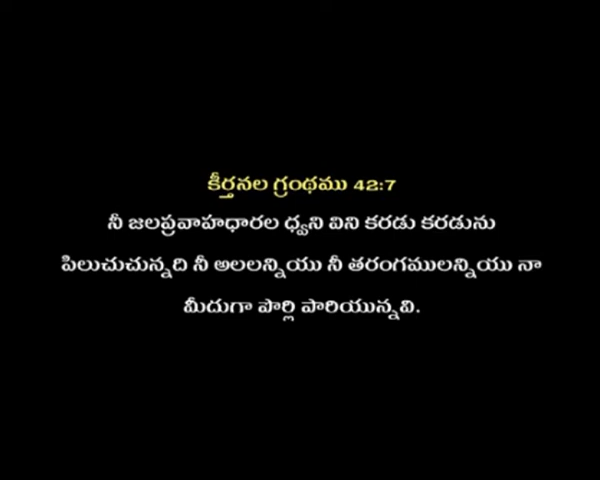 కీర్తనల గ్రంథము 42:7
నీ జలప్రవాహధారల ధ్వని విని కరడు కరడును
పిలుచుచున్నది నీ అలలన్నియు నీ తరంగములన్నియు నా
మీదుగా పొర్లి పారియున్నవి.